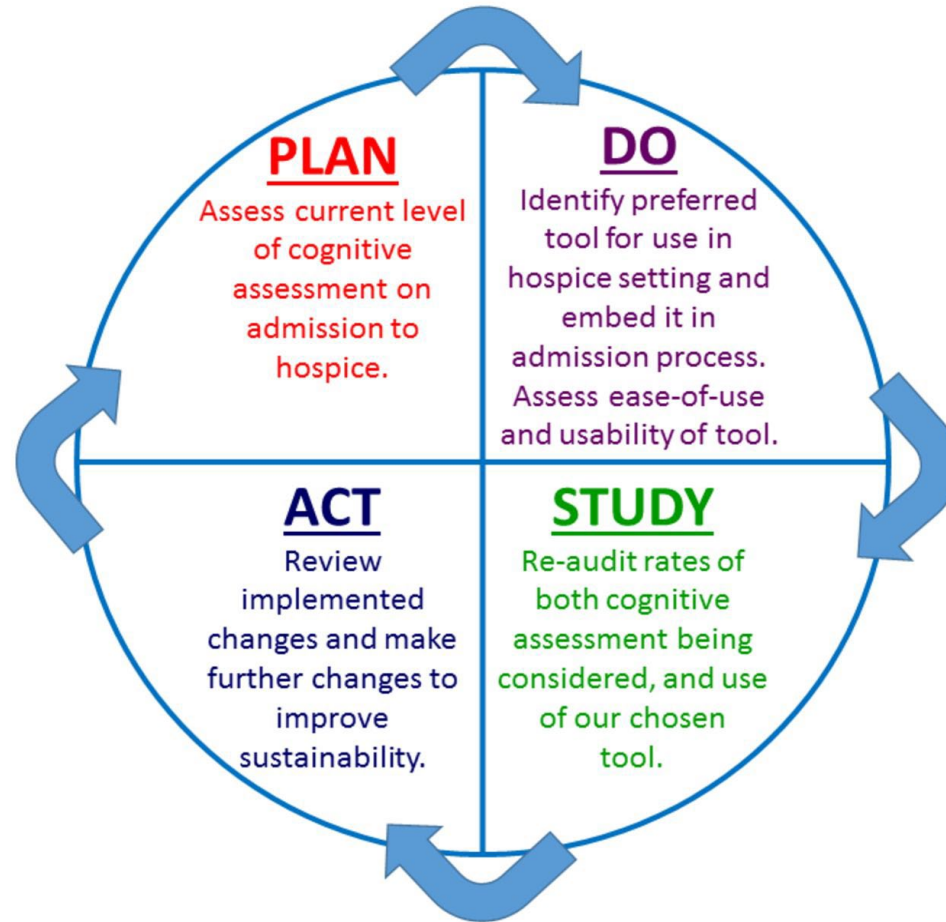 PLAN
Assess current level
of cognitive
assessment on
admission to
hospice.
DO
Identify preferred
tool for use in
hospice setting and
embed it in
admission process.
Assess ease-of-use
and usability of tool.
STUDY
Re-audit rates of
both cognitive
assessment being
considered, and use
of our chosen
tool.
ACT
Review
implemented
changes and make
further changes to
improve
sustainability.